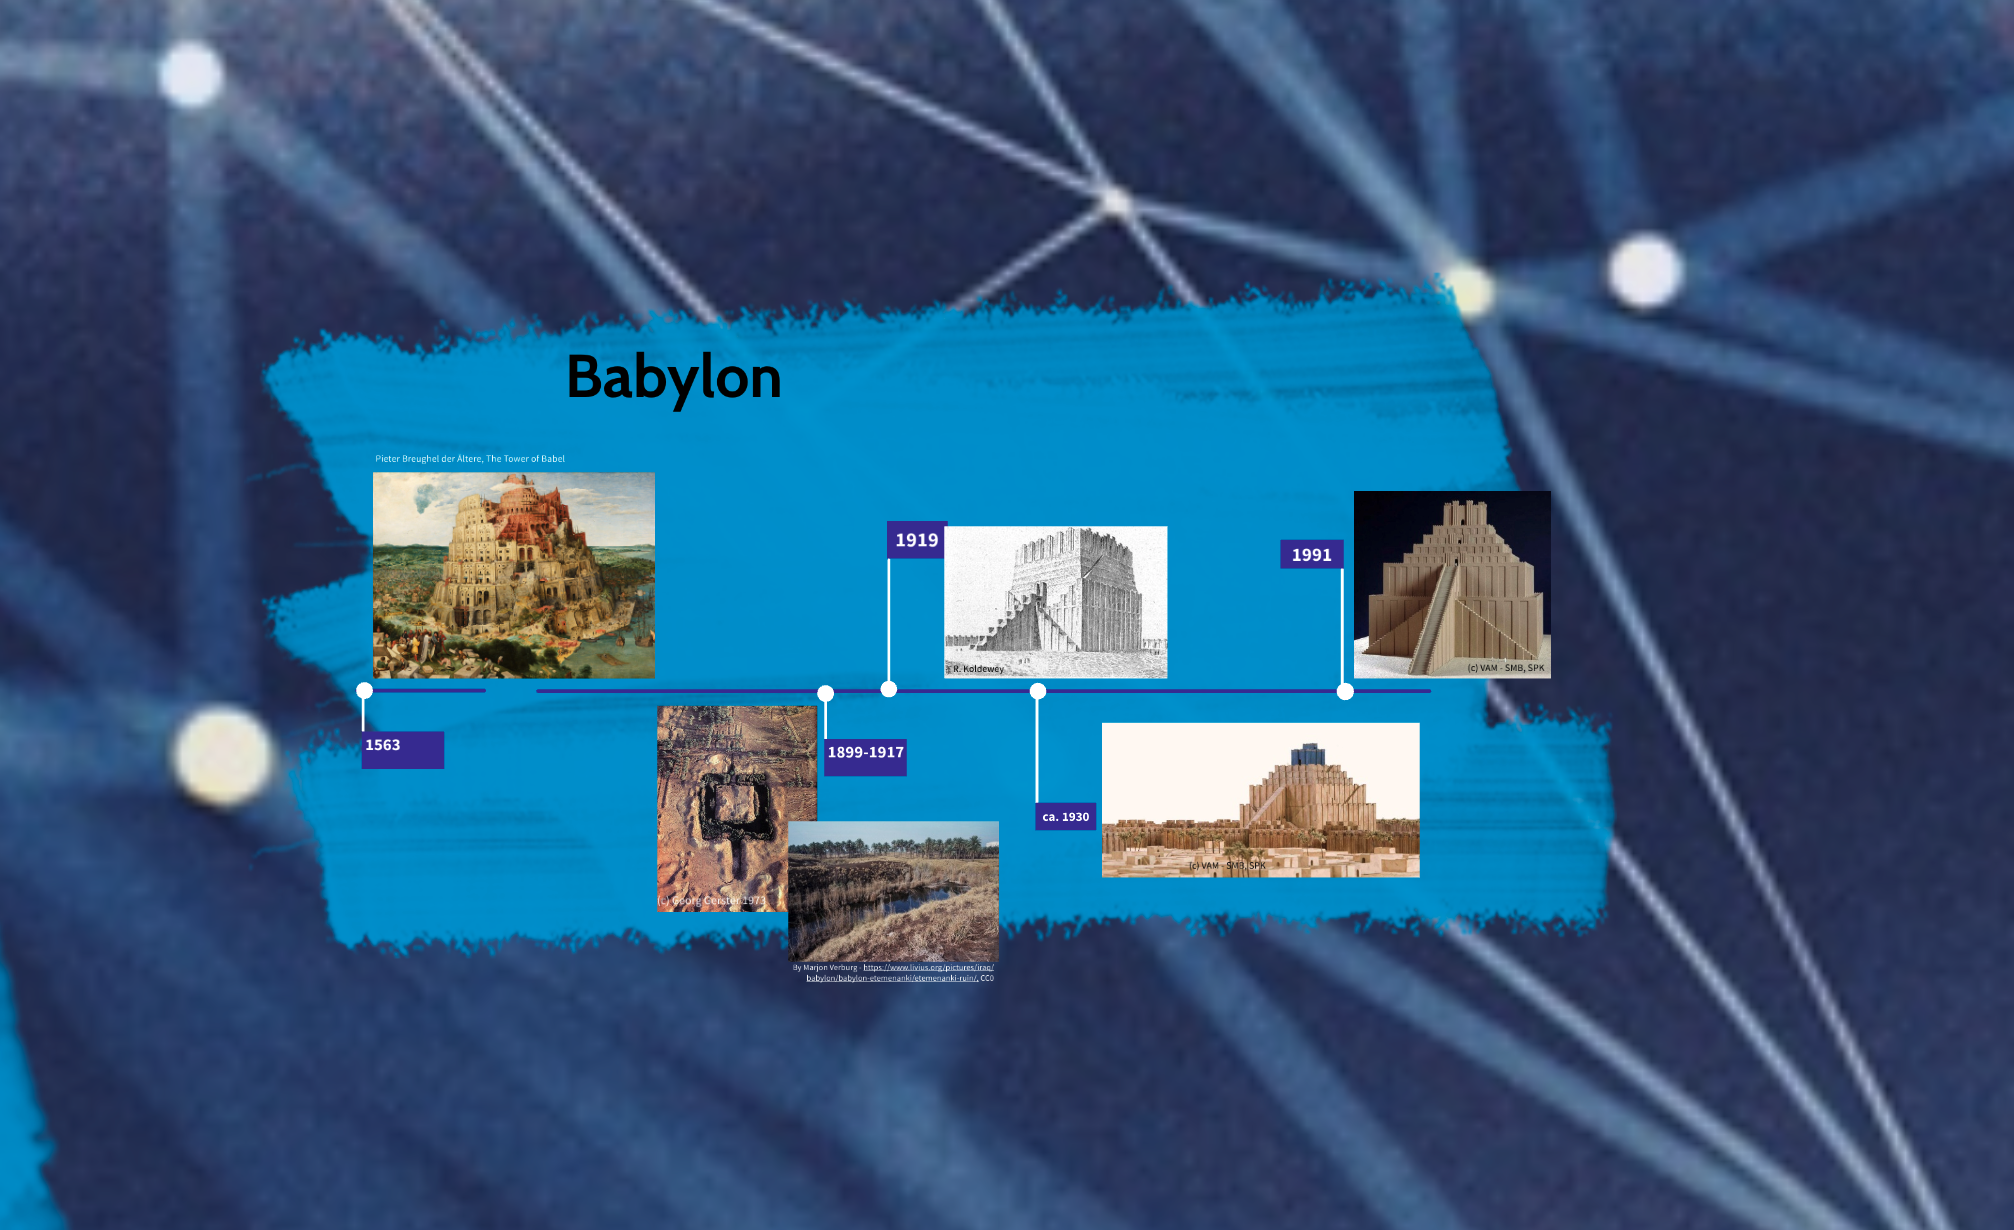 Babylon
Pieter Breughel der Ältere, The Tower of Babel
1919
1991
R. Koldewey
(c) VAM - SMB, SPK
1563
1899-1917
ca. 1930
(c) VAM - SMB, SPK
(c) Georg Gerster 1973
By Marjon Verburg - https://www.livius.org/pictures/iraq/
babylon/babylon-etemenanki/etemenanki-ruin/, CC0